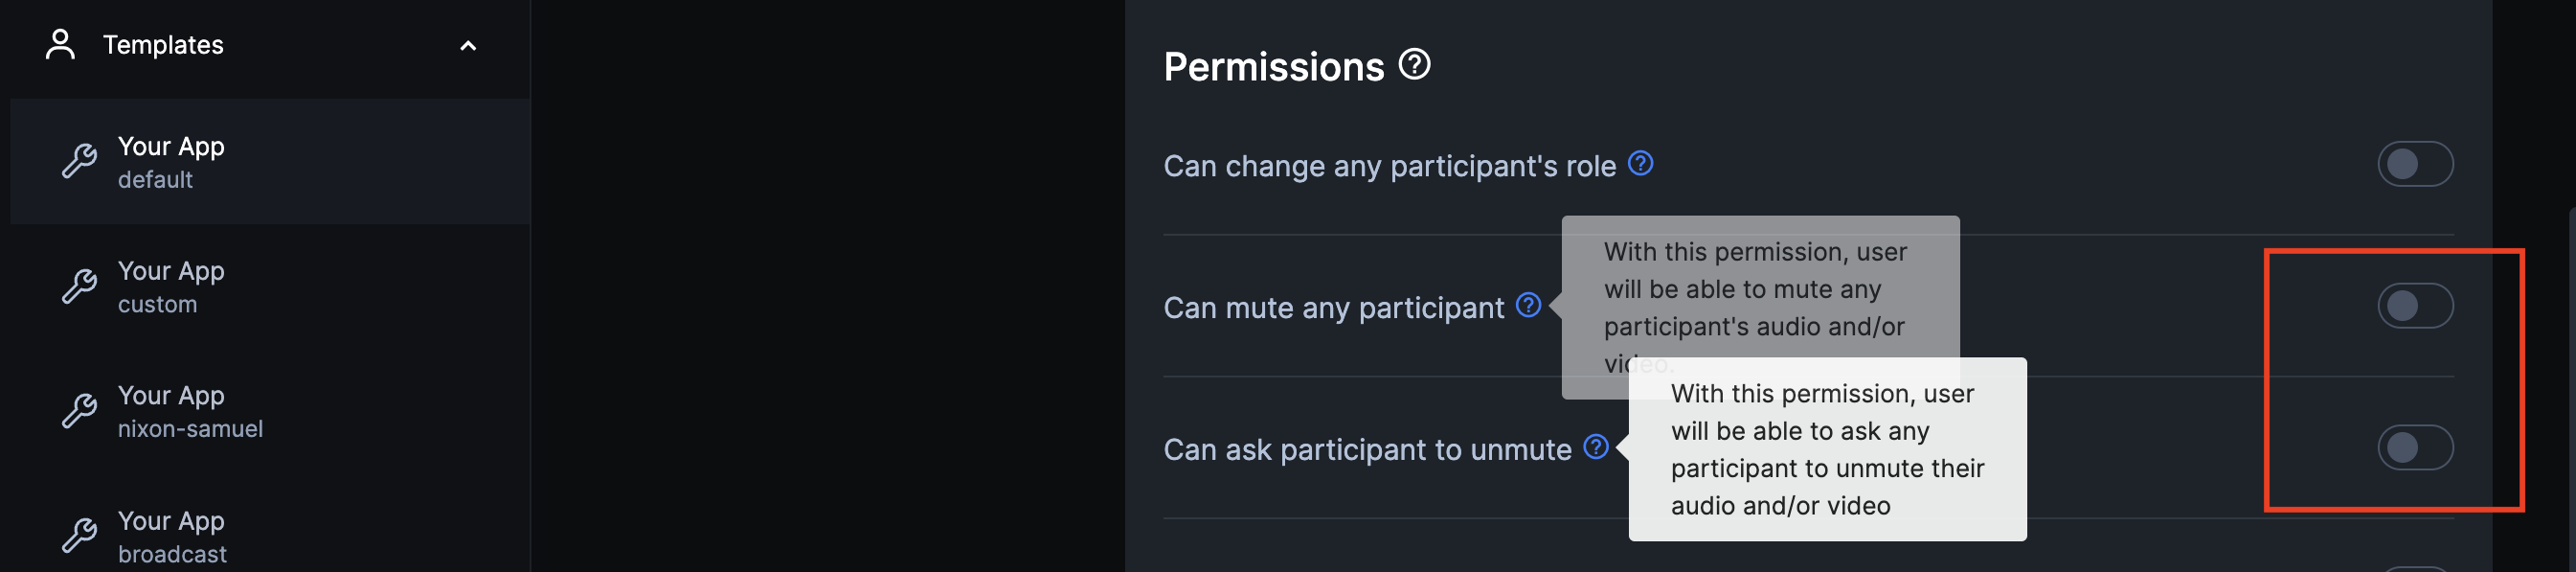 Templates
Your App
default
Your App
custom
Your App
nixon-samuel
Your App
broadcast
Permissions
Can change any participant's role
Can mute any participant
With this permission, user
will be able to mute any
participant's audio and/or
video.
Can ask participant to unmute
With this permission, user
will be able to ask any
participant to unmute their
audio and/or video